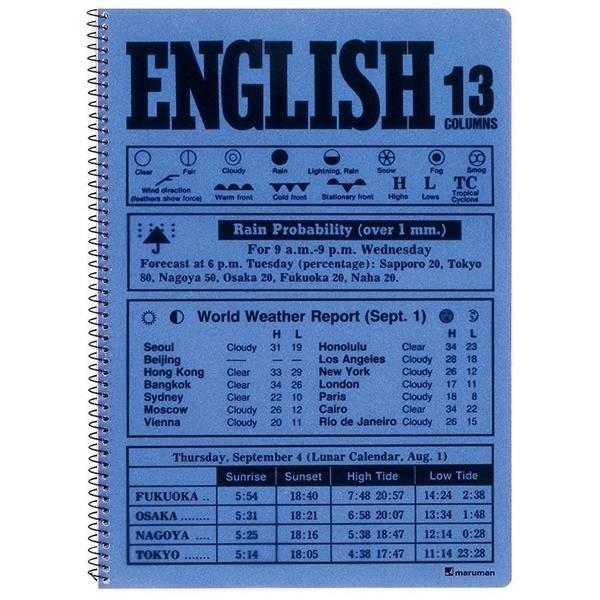 ENGLISH 13
COLUMNS
Clear Fair Cloudy Rain Lightning, Rain Snow Fog Smog
Wind direction
(feathers show force) Warm front Cold front Stationary front H Highs L Lows TC Tropical Cyclone
Rain Probability (over 1 mm.)
For 9 a.m.-9 p.m. Wednesday
Forecast at 6 p.m. Tuesday (percentage): Sapporo 20, Tokyo
80, Nagoya 50, Osaka 20, Fukuoka 20, Naha 20.
World Weather Report (Sept. 1)
H L H L
Seoul Cloudy 31 19 Honolulu Clear 34 23
Beijing — — — Los Angeles Cloudy 28 18
Hong Kong Clear 33 29 New York Cloudy 26 12
Bangkok Clear 34 26 London Cloudy 17 11
Sydney Clear 22 10 Paris Cloudy 18 8
Moscow Cloudy 26 12 Cairo Clear 34 22
Vienna Cloudy 20 11 Rio de Janeiro Cloudy 26 15
Thursday, September 4 (Lunar Calendar, Aug. 1)
Sunrise Sunset High Tide Low Tide
FUKUOKA .. 5:54 18:40 7:48 20:57 14:24 2:38
OSAKA ........ 5:31 18:21 6:58 20:07 13:34 1:48
NAGOYA .... 5:25 18:16 5:38 18:47 12:14 0:28
TOKYO ....... 5:14 18:05 4:38 17:47 11:14 23:28
maruman